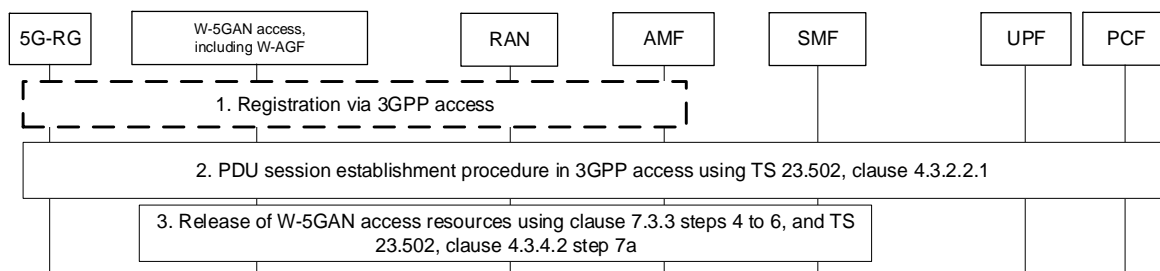 5G-RG
W-5GAN access,
including W-AGF
RAN
AMF
SMF
UPF
PCF
1. Registration via 3GPP access
2. PDU session establishment procedure in 3GPP access using TS 23.502, clause 4.3.2.2.1
3. Release of W-5GAN access resources using clause 7.3.3 steps 4 to 6, and TS
23.502, clause 4.3.4.2 step 7a